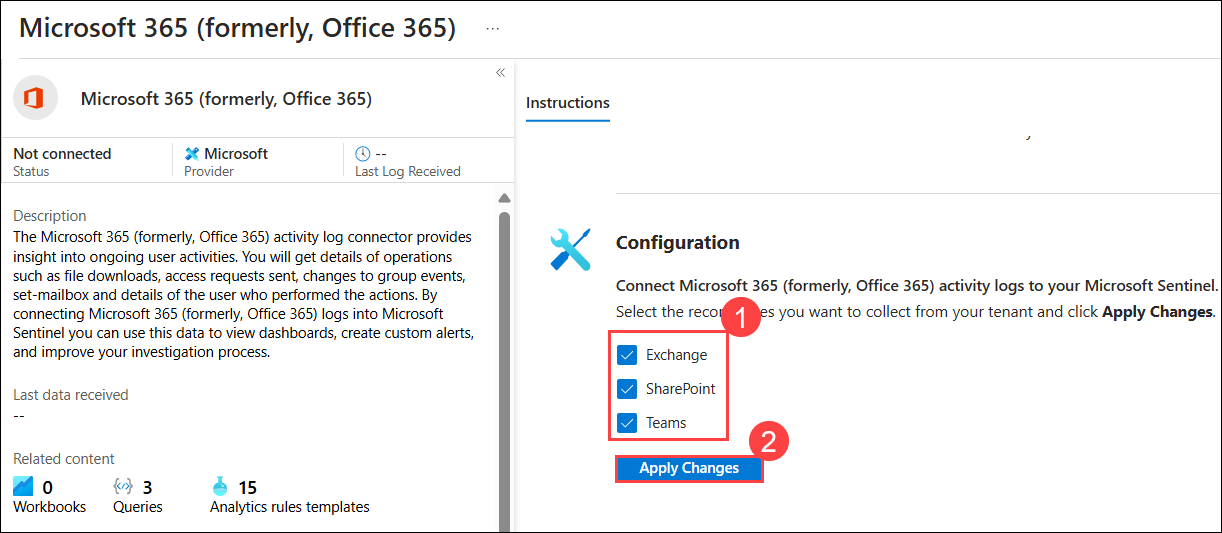 Microsoft 365 (formerly, Office 365) ...
«
Microsoft 365 (formerly, Office 365)
Not connected
Status
Microsoft
Provider
--
Last Log Received
Description
The Microsoft 365 (formerly, Office 365) activity log connector provides
insight into ongoing user activities. You will get details of operations
such as file downloads, access requests sent, changes to group events,
set-mailbox and details of the user who performed the actions. By
connecting Microsoft 365 (formerly, Office 365) logs into Microsoft
Sentinel you can use this data to view dashboards, create custom alerts,
and improve your investigation process.
Last data received
--
Related content
0
Workbooks
3
Queries
15
Analytics rules templates
Instructions
Configuration
Connect Microsoft 365 (formerly, Office 365) activity logs to your Microsoft Sentinel.
Select the you want to collect from your tenant and click Apply Changes.
1
Exchange
SharePoint
Teams
2
Apply Changes